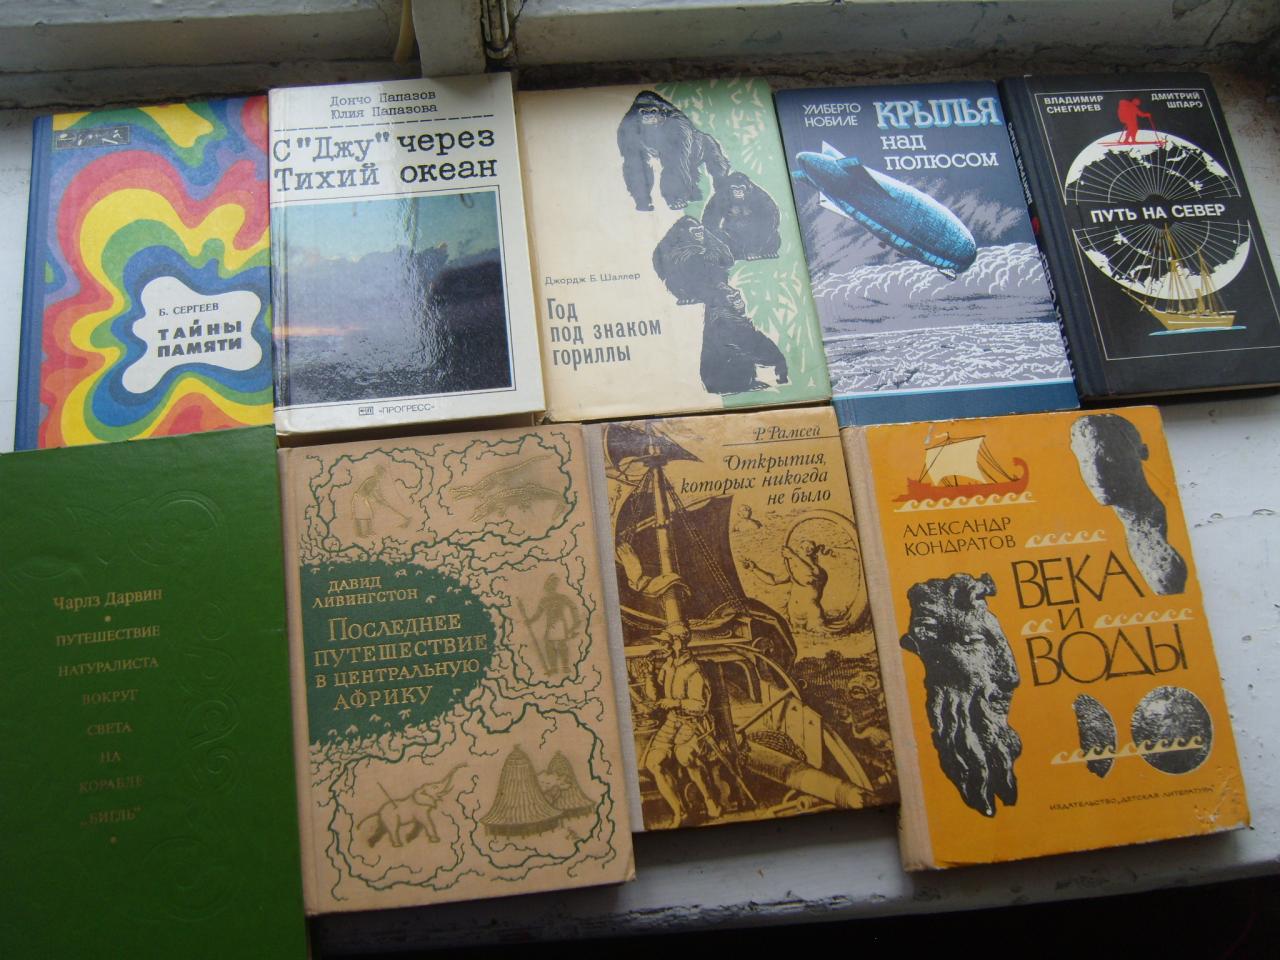 Б. СЕРГЕЕВ
ТАЙНЫ
ПАМЯТИ
Дончо Папазов
Юлия Папазова
С "Джу" через
Тихий океан
«ПРОГРЕСС»
Джордж Б. Шаллер
Год
под знаком
гориллы
УМБЕРТО
НОБИЛЕ
КРЫЛЬЯ
НАД
ПОЛЮСОМ
ВЛАДИМИР
СНЕГИРЕВ
ДМИТРИЙ
ШПАРО
ПУТЬ НА СЕВЕР
Чарлз Дарвин
ПУТЕШЕСТВИЕ
НАТУРАЛИСТА
ВОКРУГ
СВЕТА
НА
КОРАБЛЕ
„БИГЛЬ"
ДАВИД
ЛИВИНГСТОН
ПОСЛЕДНЕЕ
ПУТЕШЕСТВИЕ
В ЦЕНТРАЛЬНУЮ
АФРИКУ
Р. Рамсей
Открытия,
которых никогда
не было
АЛЕКСАНДР
КОНДРАТОВ
ВЕКА
И
ВОДЫ
ИЗДАТЕЛЬСТВО „ДЕТСКАЯ ЛИТЕРАТУРА"